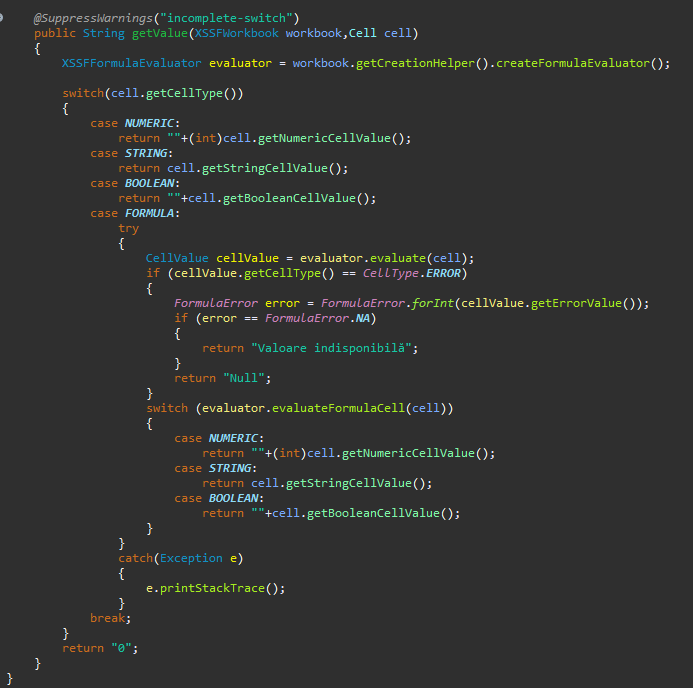 @SuppressWarnings("incomplete-switch")
public String getValue(XSSFWorkbook workbook,Cell cell)
{
XSSFFormulaEvaluator evaluator = workbook.getCreationHelper().createFormulaEvaluator();
switch(cell.getCellType())
{
case NUMERIC:
return ""+(int)cell.getNumericCellValue();
case STRING:
return cell.getStringCellValue();
case BOOLEAN:
return ""+cell.getBooleanCellValue();
case FORMULA:
try
{
CellValue cellValue = evaluator.evaluate(cell);
if (cellValue.getCellType() == CellType.ERROR)
{
FormulaError error = FormulaError.forInt(cellValue.getErrorValue());
if (error == FormulaError.NA)
{
return "Valoare indisponibilă";
}
return "Null";
}
switch (evaluator.evaluateFormulaCell(cell))
{
case NUMERIC:
return ""+(int)cell.getNumericCellValue();
case STRING:
return cell.getStringCellValue();
case BOOLEAN:
return ""+cell.getBooleanCellValue();
}
}
catch(Exception e)
{
e.printStackTrace();
}
break;
}
return "0";
}
}